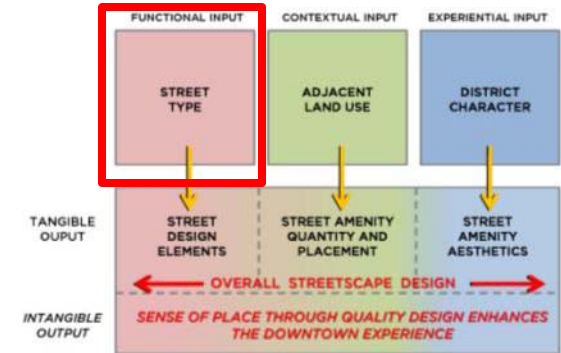 FUNCTIONAL INPUT
CONTEXTUAL INPUT
EXPERIENTIAL INPUT
STREET
TYPE
ADJACENT
LAND USE
DISTRICT
CHARACTER
TANGIBLE
OUPUT
STREET
DESIGN
ELEMENTS
STREET AMENITY
QUANTITY AND
PLACEMENT
STREET
AMENITY
AESTHETICS
OVERALL STREETSCAPE DESIGN
INTANGIBLE
OUTPUT
SENSE OF PLACE THROUGH QUALITY DESIGN ENHANCES
THE DOWNTOWN EXPERIENCE